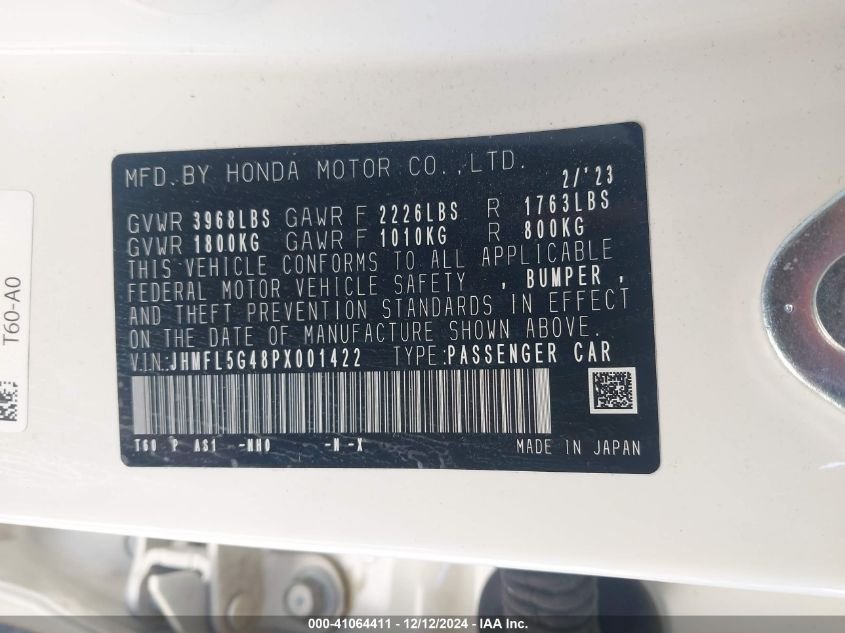 MFD.BY HONDA MOTOR CO.,LTD. 2/'23
GVWR 3968LBS GAWR F 2226LBS R 1763LBS
GVWR 1800KG GAWR F 1010KG R 800KG
THIS VEHICLE CONFORMS TO ALL APPLICABLE
FEDERAL MOTOR VEHICLE SAFETY , BUMPER ,
AND THEFT PREVENTION STANDARDS IN EFFECT
ON THE DATE OF MANUFACTURE SHOWN ABOVE.
V.I.N.:JHMFL5G48PX001422 TYPE:PASSENGER CAR
T60 P AS1 -NH0 -N -X MADE IN JAPAN
T60-A0
000-41064411 - 12/12/2024 - IAA Inc.